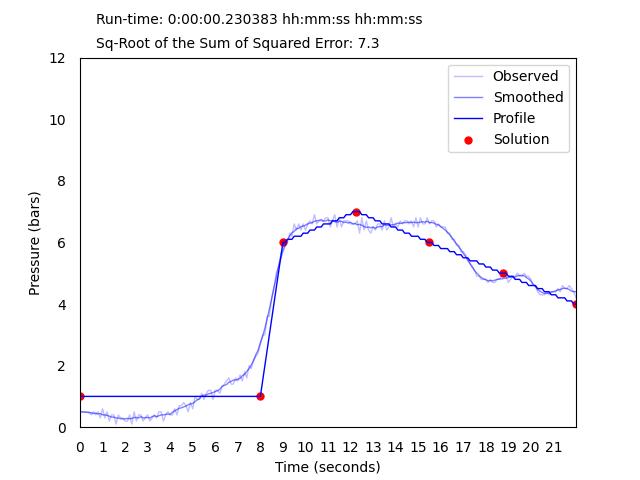 Run-time: 0:00:00.230383 hh:mm:ss hh:mm:ss
Sq-Root of the Sum of Squared Error: 7.3
12
10
8
6
4
2
0
Pressure (bars)
Observed
Smoothed
Profile
Solution
0 1 2 3 4 5 6 7 8 9 10 11 12 13 14 15 16 17 18 19 20 21
Time (seconds)